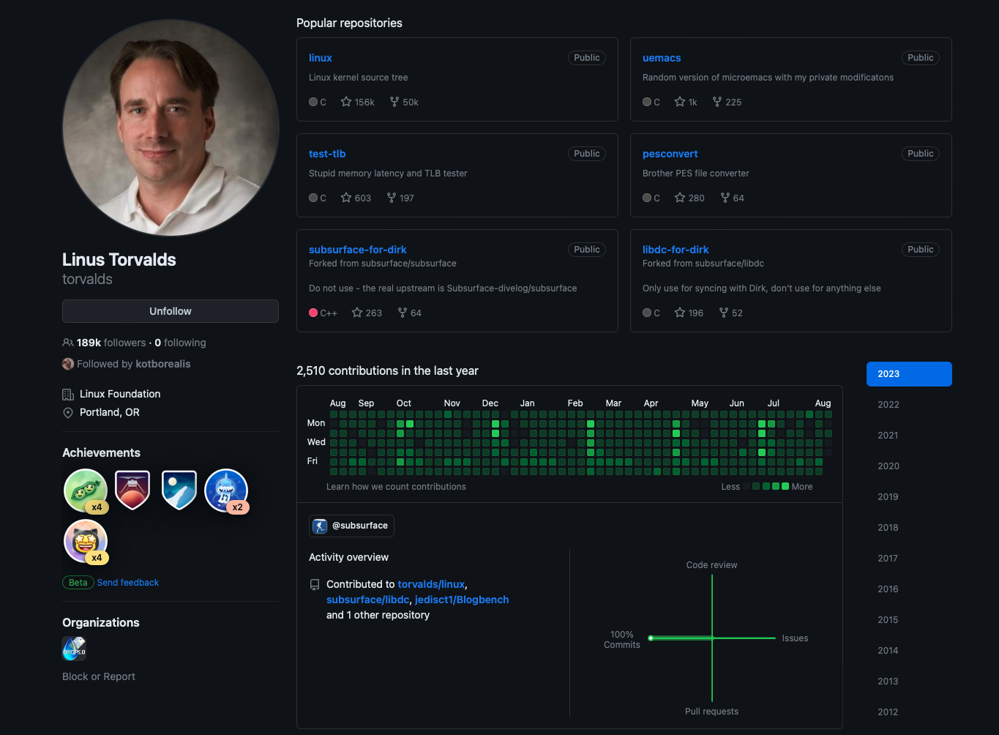 Linus Torvalds
torvalds
Unfollow
189k followers · 0 following
Followed by kotborealis
Linux Foundation
Portland, OR
Achievements
x4
x2
x4
Beta Send feedback
Organizations
Block or Report
Popular repositories
linux Public
Linux kernel source tree
C 156k 50k
uemacs Public
Random version of microemacs with my private modificatons
C 1k 225
test-tlb Public
Stupid memory latency and TLB tester
C 603 197
pesconvert Public
Brother PES file converter
C 280 64
subsurface-for-dirk Public
Forked from subsurface/subsurface
Do not use - the real upstream is Subsurface-divelog/subsurface
C++ 263 64
libdc-for-dirk Public
Forked from subsurface/libdc
Only use for syncing with Dirk, don't use for anything else
C 196 52
2,510 contributions in the last year
Aug Sep Oct Nov Dec Jan Feb Mar Apr May Jun Jul Aug
Mon
Wed
Fri
Learn how we count contributions
Less More
@subsurface
Activity overview
Contributed to torvalds/linux,
subsurface/libdc, jedisct1/Blogbench
and 1 other repository
Code review
100%
Commits
Issues
Pull requests
2023
2022
2021
2020
2019
2018
2017
2016
2015
2014
2013
2012